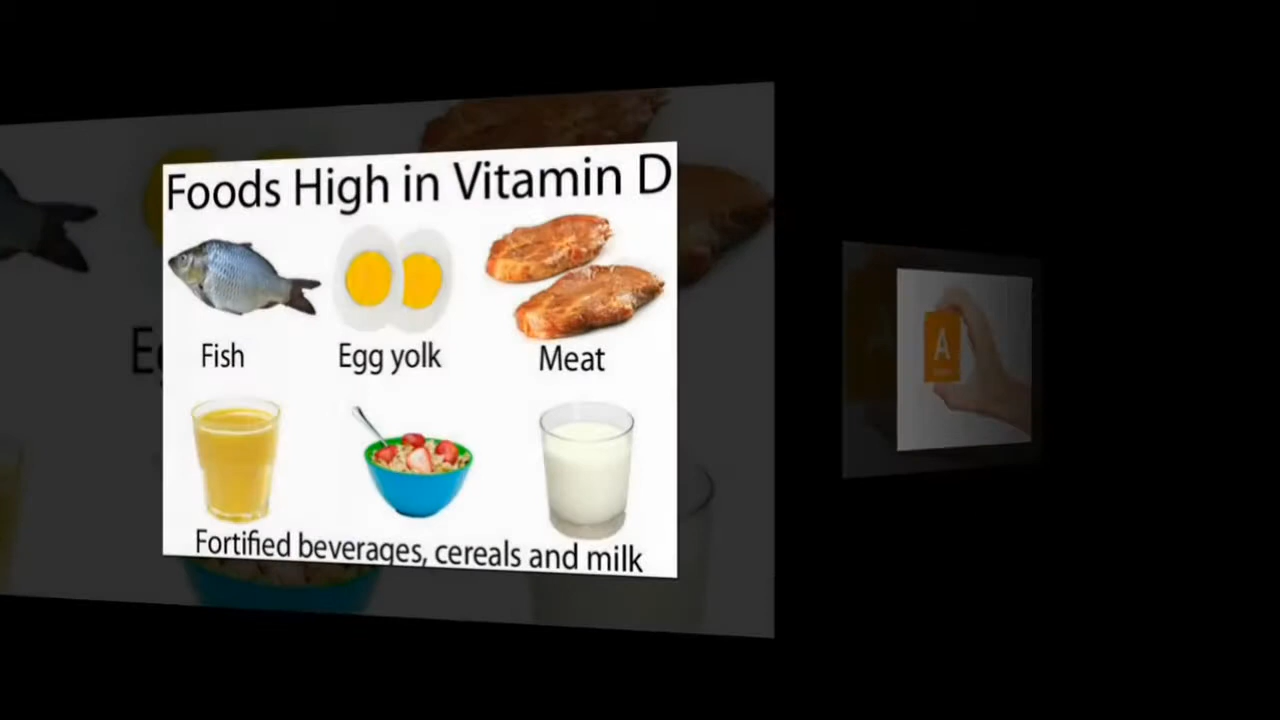 Foods High in Vitamin D
Fish
Egg yolk
Meat
Fortified beverages, cereals and milk
A